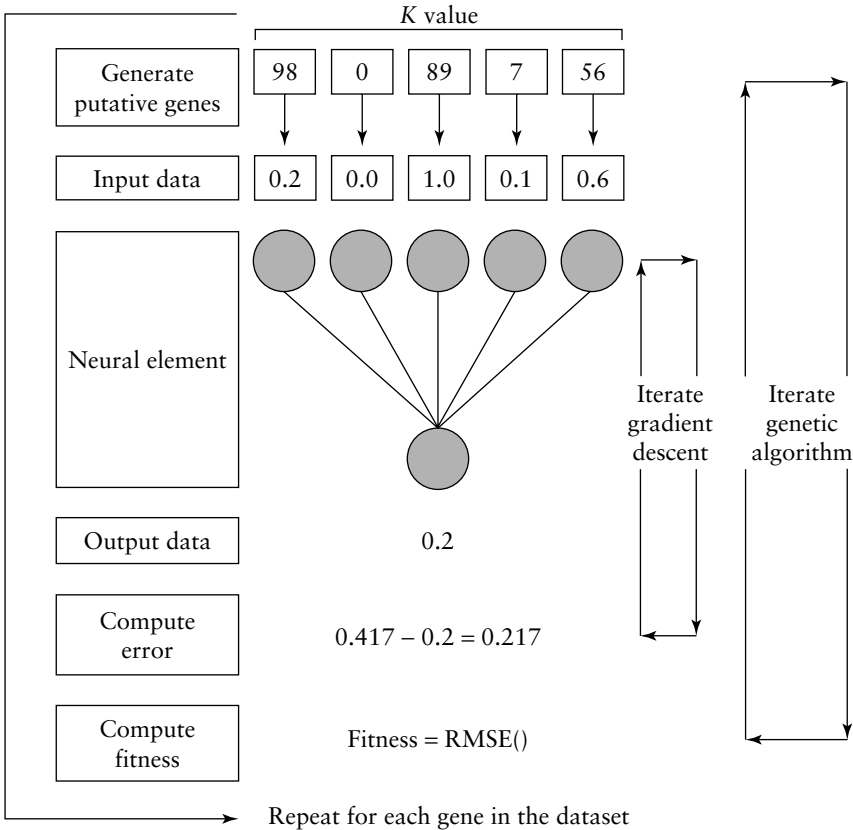 K value
Generate
putative genes
98 0 89 7 56
Input data
0.2 0.0 1.0 0.1 0.6
Neural element
Iterate
gradient
descent
Iterate
genetic
algorithm
Output data
0.2
Compute
error
0.417 – 0.2 = 0.217
Compute
fitness
Fitness = RMSE()
Repeat for each gene in the dataset